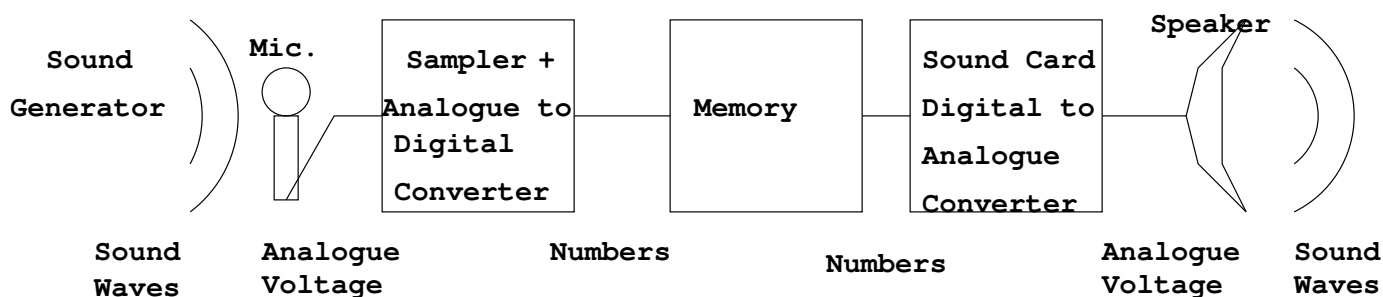 Sound
Generator
Mic.
Sampler +
Analogue to
Digital
Converter
Memory
Sound Card
Digital to
Analogue
Converter
Speaker
Sound
Waves
Analogue
Voltage
Numbers
Numbers
Analogue
Voltage
Sound
Waves